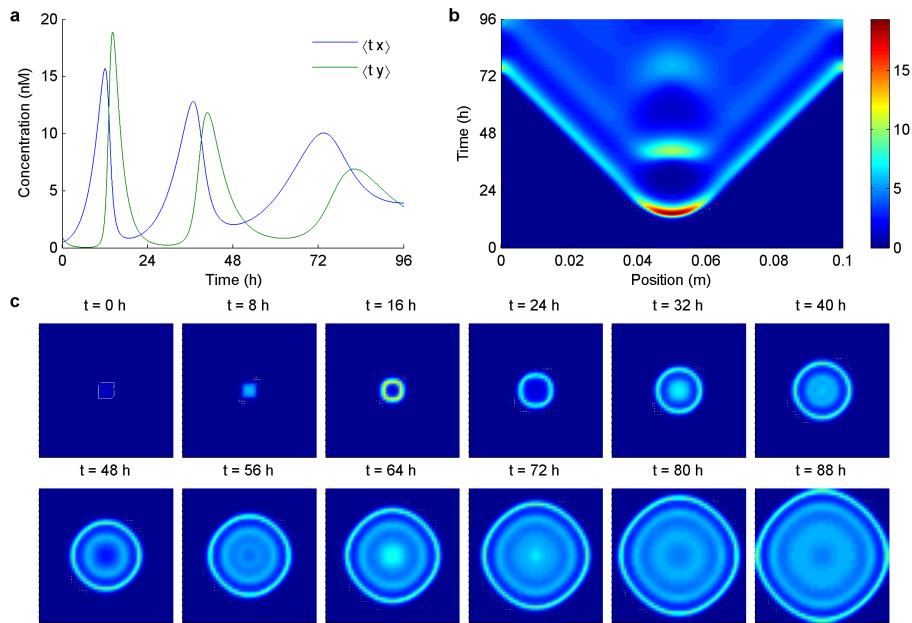 a
20
15
10
5
0
Concentration (nM)
⟨t x⟩
⟨t y⟩
0 24 48 72 96
Time (h)
b
96
72
48
24
0
Time (h)
0 0.02 0.04 0.06 0.08 0.1
Position (m)
15
10
5
0
c
t = 0 h t = 8 h t = 16 h t = 24 h t = 32 h t = 40 h
t = 48 h t = 56 h t = 64 h t = 72 h t = 80 h t = 88 h